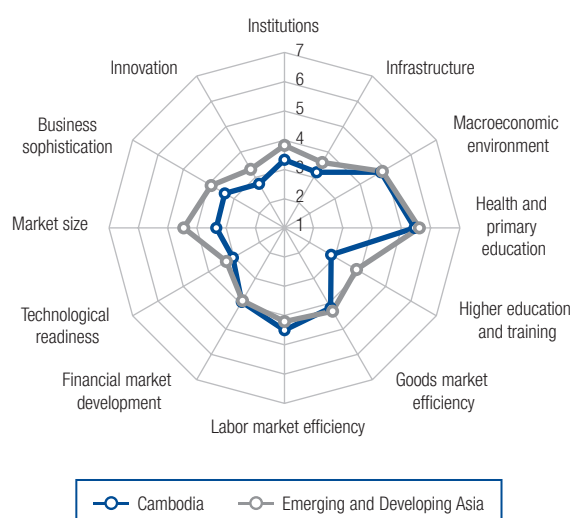 Institutions
7
6
5
4
3
2
1
Infrastructure
Macroeconomic
environment
Health and
primary
education
Higher education
and training
Goods market
efficiency
Labor market efficiency
Financial market
development
Technological
readiness
Market size
Business
sophistication
Innovation
Cambodia
Emerging and Developing Asia